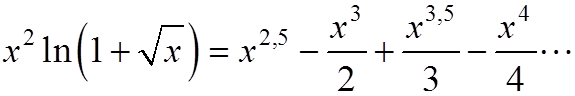 x² ln(1 + √x) = x^{2,5} − x³/2 + x^{3,5}/3 − x⁴/4 ⋯